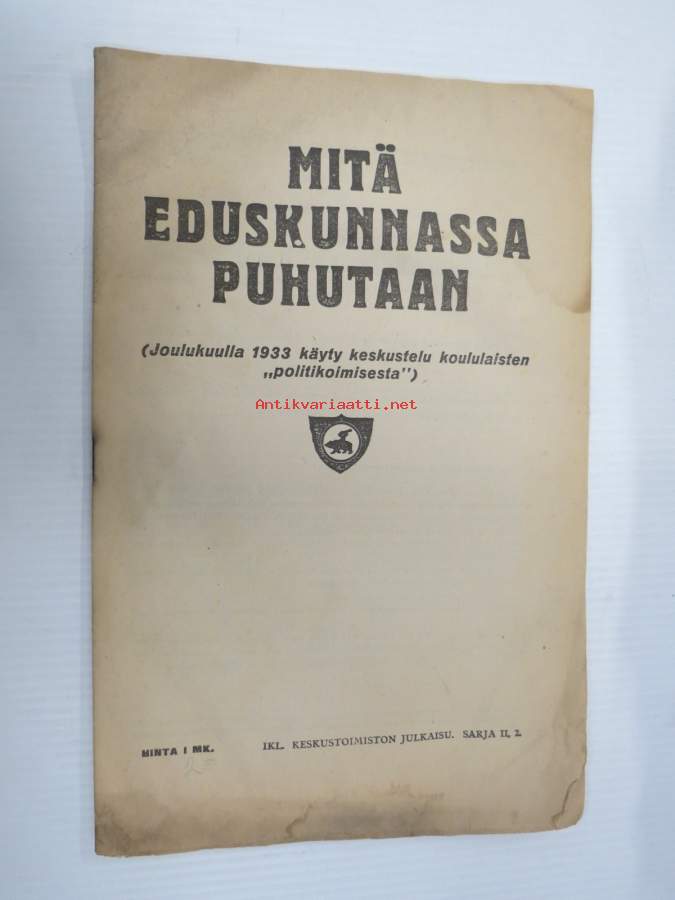 MITÄ
EDUSKUNNASSA
PUHUTAAN
(Joulukuulla 1933 käyty keskustelu koululaisten
„politikoimisesta”)
Antikvariaatti.net
HINTA 1 MK.
IKL. KESKUSTOIMISTON JULKAISU. SARJA II, 2.